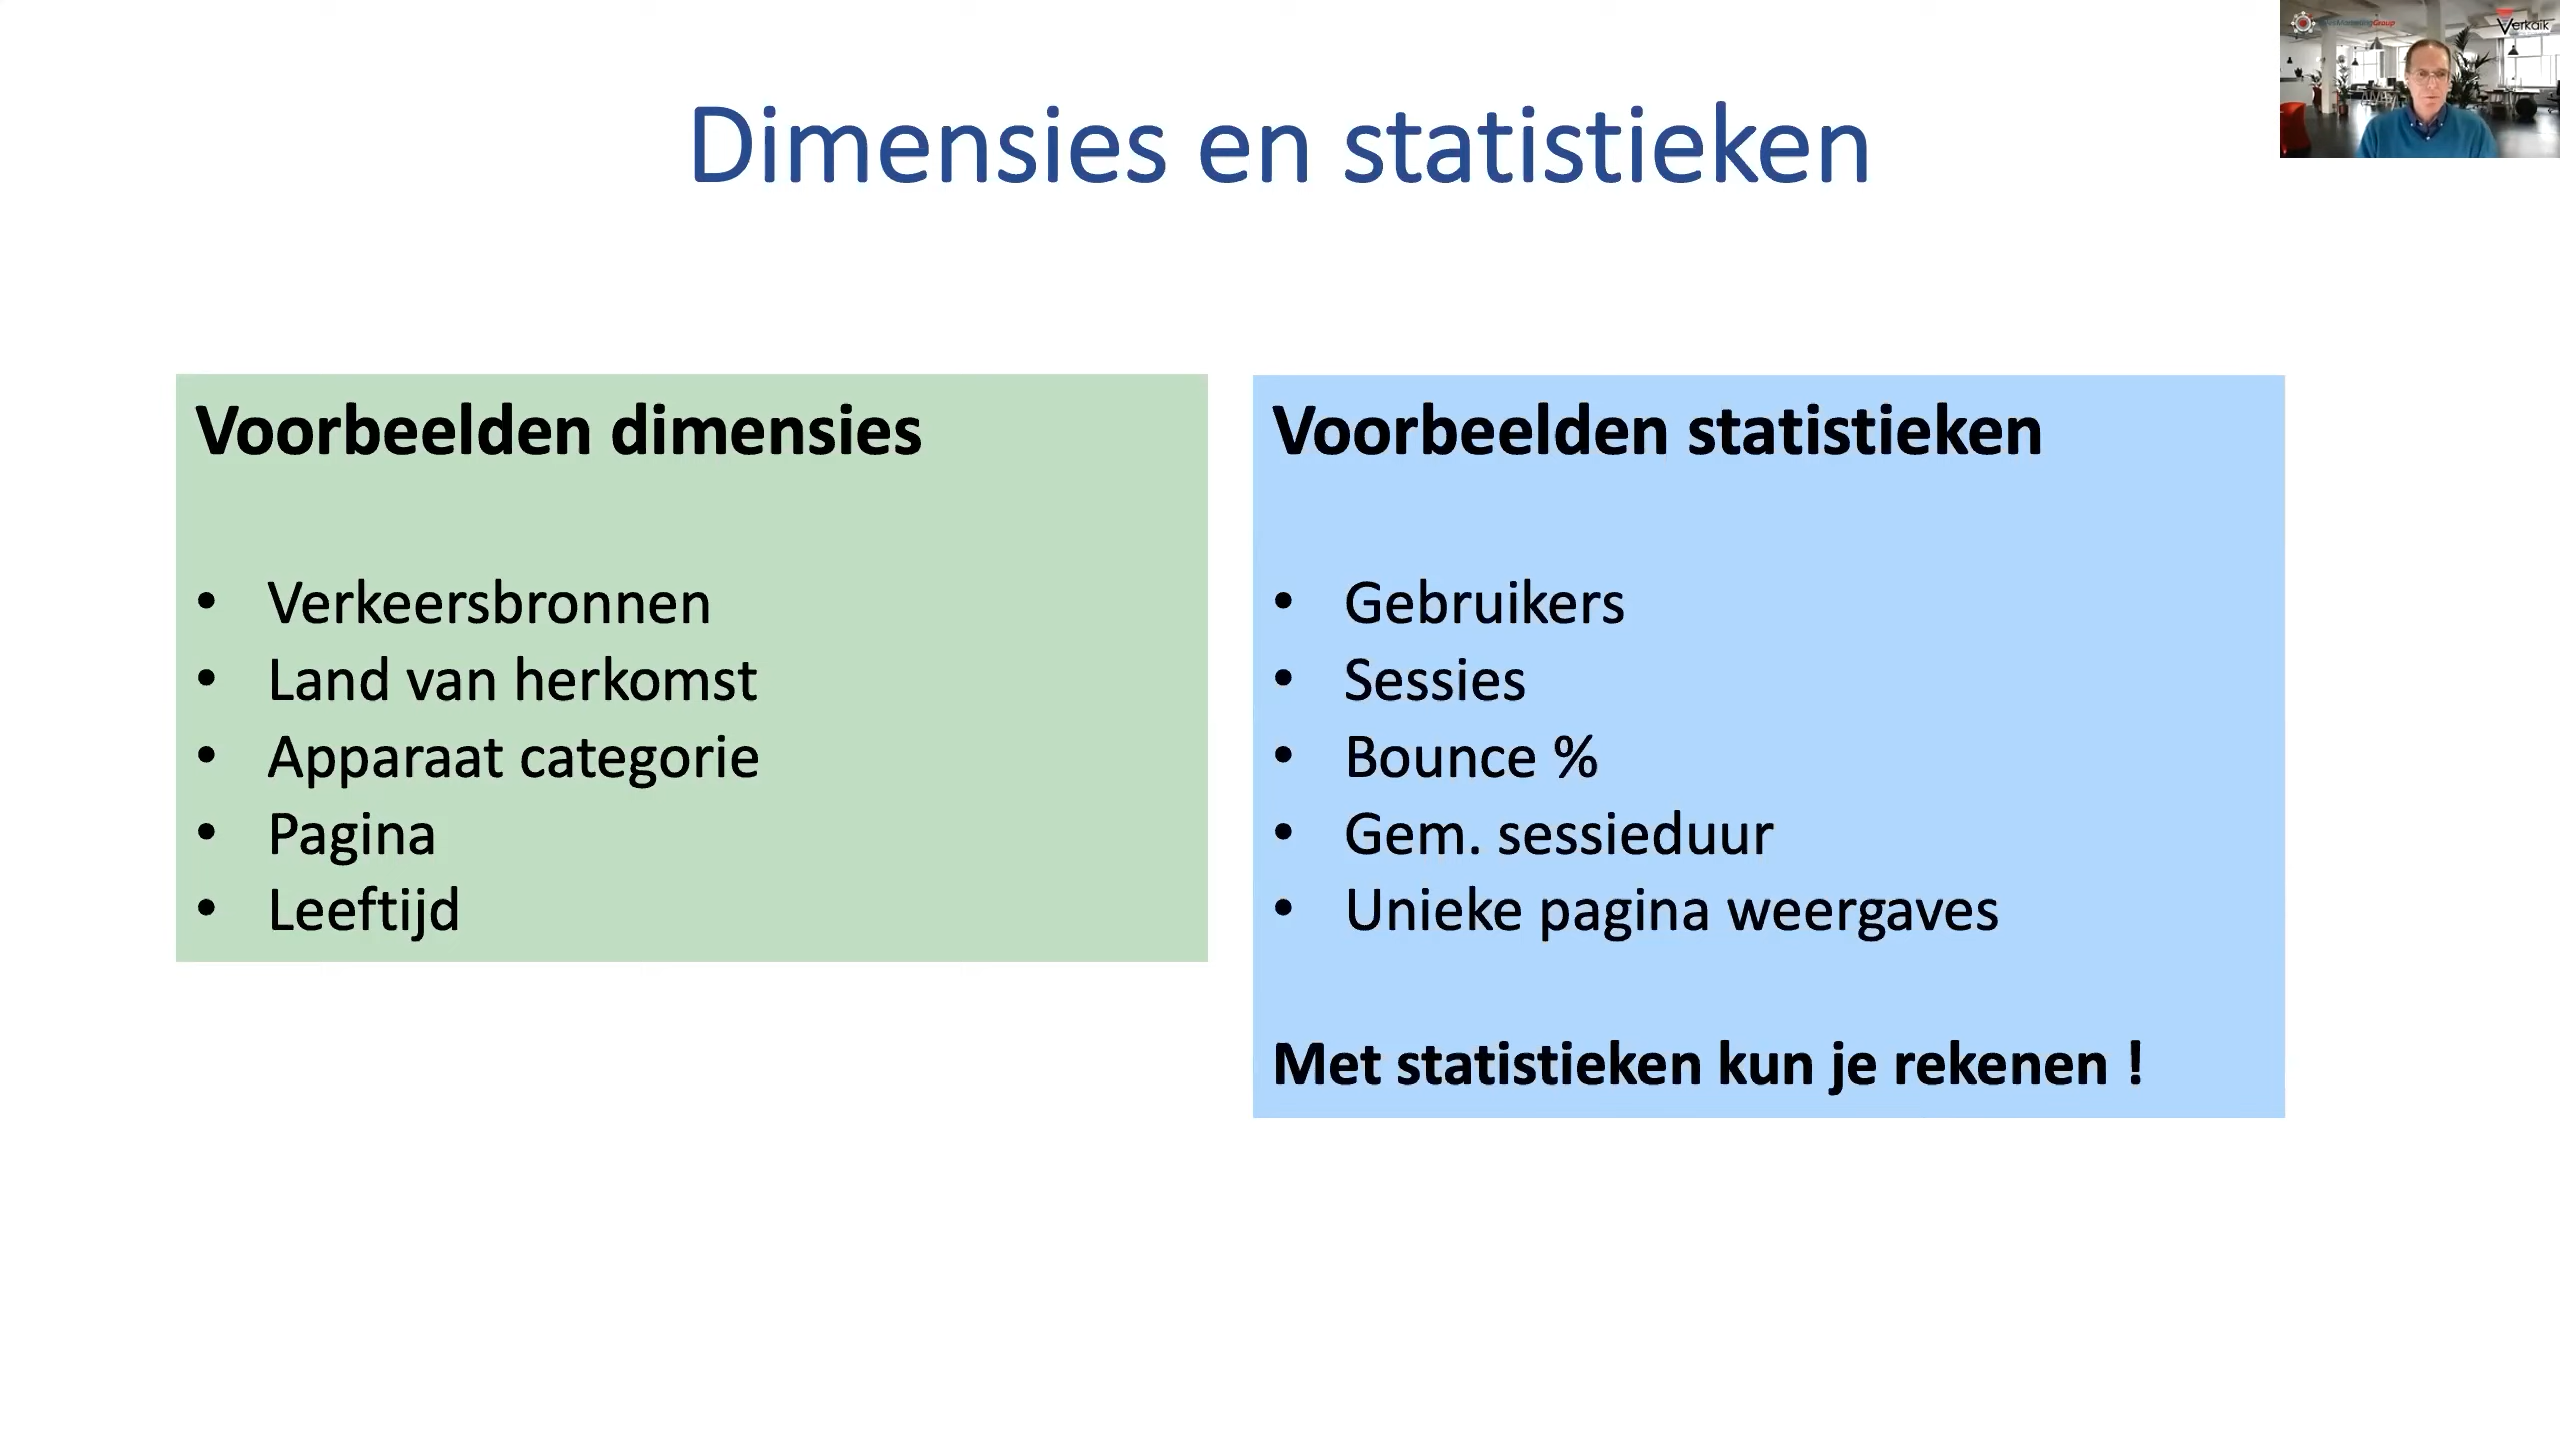 Verkaik
Dimensies en statistieken
Voorbeelden dimensies
• Verkeersbronnen
• Land van herkomst
• Apparaat categorie
• Pagina
• Leeftijd
Voorbeelden statistieken
• Gebruikers
• Sessies
• Bounce %
• Gem. sessieduur
• Unieke pagina weergaves
Met statistieken kun je rekenen !